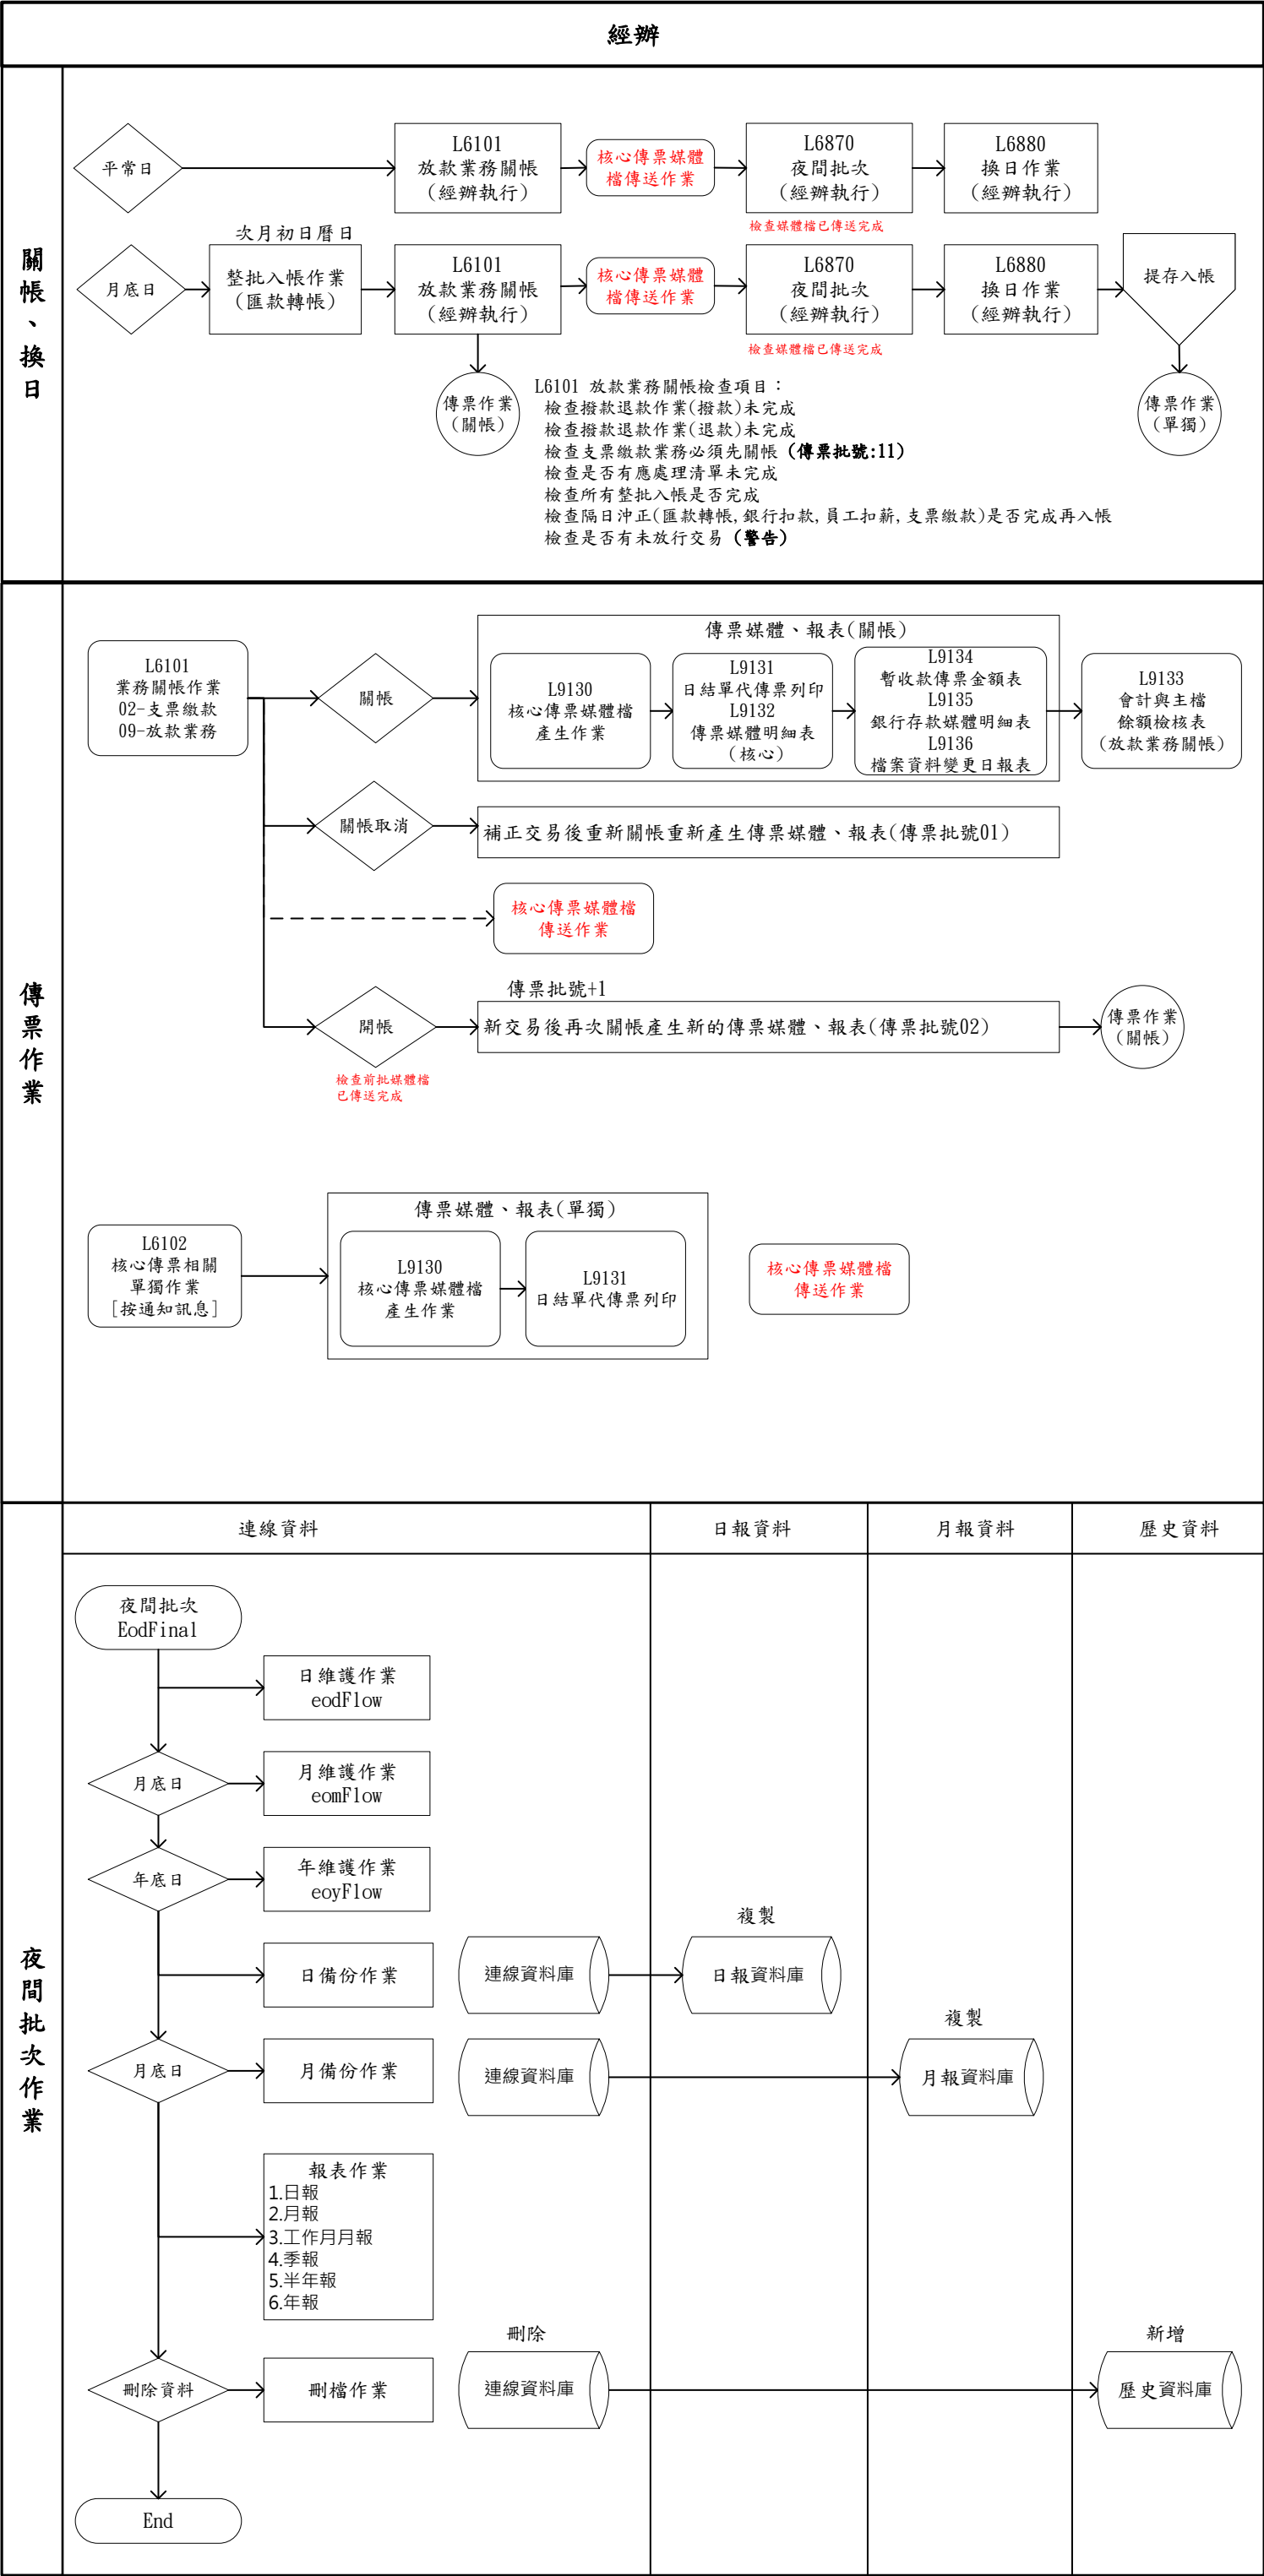 經辦
關帳、換日
平常日
L6101
放款業務關帳
(經辦執行)
核心傳票媒體
檔傳送作業
L6870
夜間批次
(經辦執行)
檢查媒體檔已傳送完成
L6880
換日作業
(經辦執行)
月底日
次月初日曆日
整批入帳作業
(匯款轉帳)
L6101
放款業務關帳
(經辦執行)
核心傳票媒體
檔傳送作業
L6870
夜間批次
(經辦執行)
檢查媒體檔已傳送完成
L6880
換日作業
(經辦執行)
提存入帳
傳票作業
(關帳)
傳票作業
(單獨)
L6101 放款業務關帳檢查項目：
檢查撥款退款作業(撥款)未完成
檢查撥款退款作業(退款)未完成
檢查支票繳款業務必須先關帳 (傳票批號:11)
檢查是否有應處理清單未完成
檢查所有整批入帳是否完成
檢查隔日沖正(匯款轉帳,銀行扣款,員工扣薪,支票繳款)是否完成再入帳
檢查是否有未放行交易 (警告)
傳票作業
L6101
業務關帳作業
02-支票繳款
09-放款業務
關帳
傳票媒體、報表(關帳)
L9130
核心傳票媒體檔
產生作業
L9131
日結單代傳票列印
L9132
傳票媒體明細表
(核心)
L9134
暫收款傳票金額表
L9135
銀行存款媒體明細表
L9136
檔案資料變更日報表
L9133
會計與主檔
餘額檢核表
(放款業務關帳)
關帳取消
補正交易後重新關帳重新產生傳票媒體、報表(傳票批號01)
核心傳票媒體檔
傳送作業
開帳
檢查前批媒體檔
已傳送完成
傳票批號+1
新交易後再次關帳產生新的傳票媒體、報表(傳票批號02)
傳票作業
(關帳)
L6102
核心傳票相關
單獨作業
[按通知訊息]
傳票媒體、報表(單獨)
L9130
核心傳票媒體檔
產生作業
L9131
日結單代傳票列印
核心傳票媒體檔
傳送作業
夜間批次作業
連線資料
日報資料
月報資料
歷史資料
夜間批次
EodFinal
日維護作業
eodFlow
月底日
月維護作業
eomFlow
年底日
年維護作業
eoyFlow
日備份作業
連線資料庫
複製
日報資料庫
月底日
月備份作業
連線資料庫
複製
月報資料庫
報表作業
1.日報
2.月報
3.工作月月報
4.季報
5.半年報
6.年報
刪除資料
刪檔作業
刪除
連線資料庫
新增
歷史資料庫
End